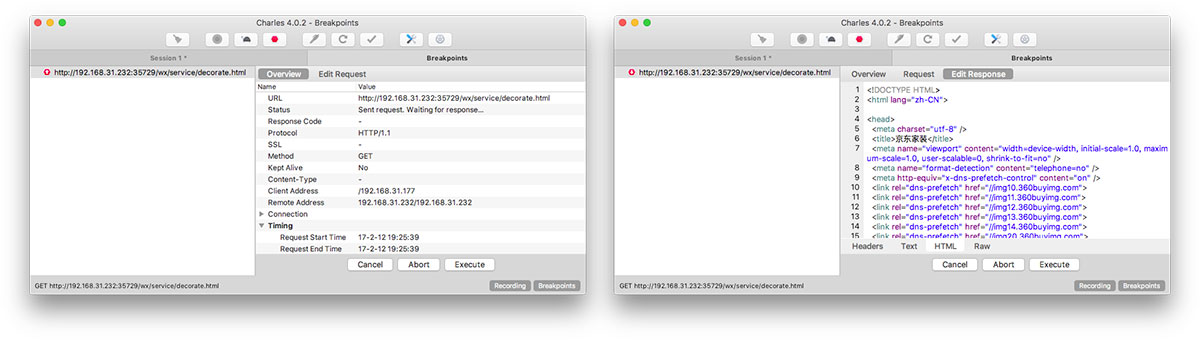 Charles 4.0.2 - Breakpoints
Session 1 *
Breakpoints
http://192.168.31.232:35729/wx/service/decorate.html
Overview
Edit Request
Name Value
URL http://192.168.31.232:35729/wx/service/decorate.html
Status Sent request. Waiting for response...
Response Code -
Protocol HTTP/1.1
SSL -
Method GET
Kept Alive No
Content-Type -
Client Address /192.168.31.177
Remote Address 192.168.31.232/192.168.31.232
Connection
Timing
Request Start Time 17-2-12 19:25:39
Request End Time 17-2-12 19:25:39
Cancel
Abort
Execute
GET http://192.168.31.232:35729/wx/service/decorate.html
Recording
Breakpoints
Charles 4.0.2 - Breakpoints
Session 1 *
Breakpoints
http://192.168.31.232:35729/wx/service/decorate.html
Overview
Request
Edit Response
1 <!DOCTYPE HTML>
2 <html lang="zh-CN">
3
4 <head>
5 <meta charset="utf-8" />
6 <title>京东家装</title>
7 <meta name="viewport" content="width=device-width, initial-scale=1.0, maxim
um-scale=1.0, user-scalable=0, shrink-to-fit=no" />
8 <meta name="format-detection" content="telephone=no" />
9 <meta http-equiv="x-dns-prefetch-control" content="on" />
10 <link rel="dns-prefetch" href="//img10.360buyimg.com">
11 <link rel="dns-prefetch" href="//img11.360buyimg.com">
12 <link rel="dns-prefetch" href="//img12.360buyimg.com">
13 <link rel="dns-prefetch" href="//img13.360buyimg.com">
14 <link rel="dns-prefetch" href="//img14.360buyimg.com">
15 <link rel="dns-prefetch" href="//img20.360buyimg.com">
Headers
Text
HTML
Raw
Cancel
Abort
Execute
GET http://192.168.31.232:35729/wx/service/decorate.html
Recording
Breakpoints